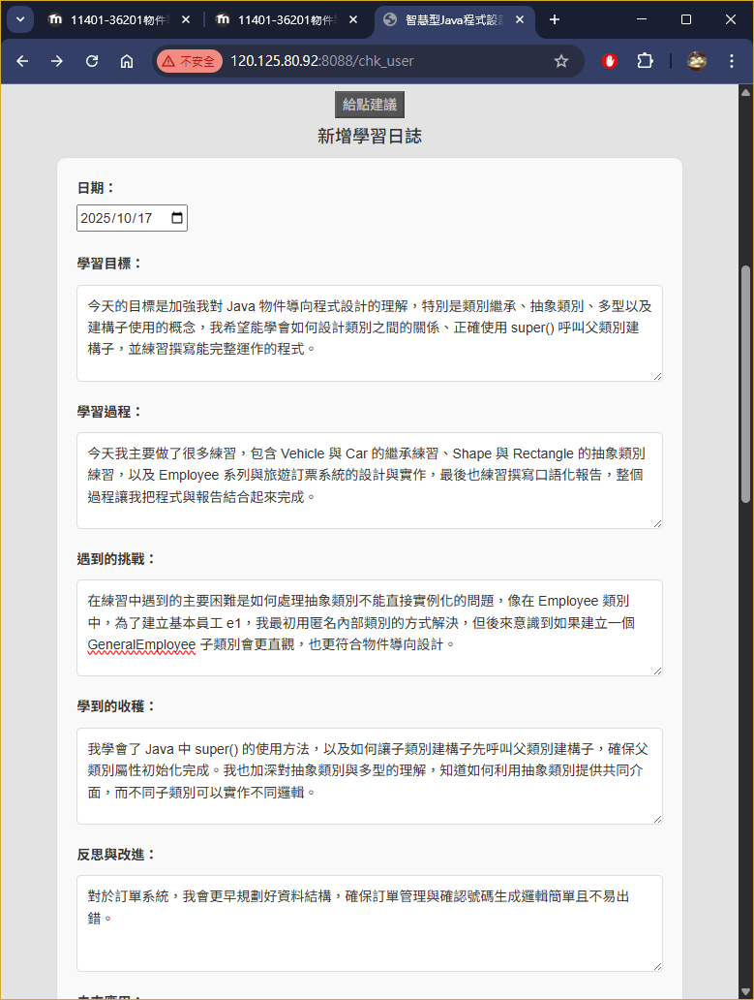 11401-36201物件
11401-36201物件
智慧型Java程式設
不安全
120.125.80.92:8088/chk_user
給點建議
新增學習日誌
日期：
2025/10/17
學習目標：
今天的目標是加強我對 Java 物件導向程式設計的理解，特別是類別繼承、抽象類別、多型以及
建構子使用的概念，我希望能學會如何設計類別之間的關係、正確使用 super() 呼叫父類別建
構子，並練習撰寫能完整運作的程式。
學習過程：
今天我主要做了很多練習，包含 Vehicle 與 Car 的繼承練習、Shape 與 Rectangle 的抽象類別
練習，以及 Employee 系列與旅遊訂票系統的設計與實作，最後也練習撰寫口語化報告，整個
過程讓我把程式與報告結合起來完成。
遇到的挑戰：
在練習中遇到的主要困難是如何處理抽象類別不能直接實例化的問題，像在 Employee 類別
中，為了建立基本員工 e1，我最初用匿名內部類別的方式解決，但後來意識到如果建立一個
GeneralEmployee 子類別會更直觀，也更符合物件導向設計。
學到的收穫：
我學會了 Java 中 super() 的使用方法，以及如何讓子類別建構子先呼叫父類別建構子，確保父
類別屬性初始化完成。我也加深對抽象類別與多型的理解，知道如何利用抽象類別提供共同介
面，而不同子類別可以實作不同邏輯。
反思與改進：
對於訂單系統，我會更早規劃好資料結構，確保訂單管理與確認號碼生成邏輯簡單且不易出
錯。